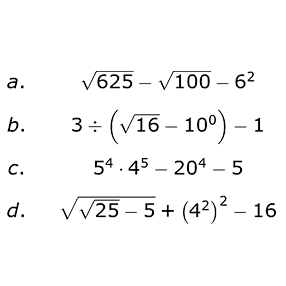 a. √625 − √100 − 6²
b. 3 ÷ (√16 − 10⁰) − 1
c. 5⁴ · 4⁵ − 20⁴ − 5
d. √(√25 − 5) + (4²)² − 16